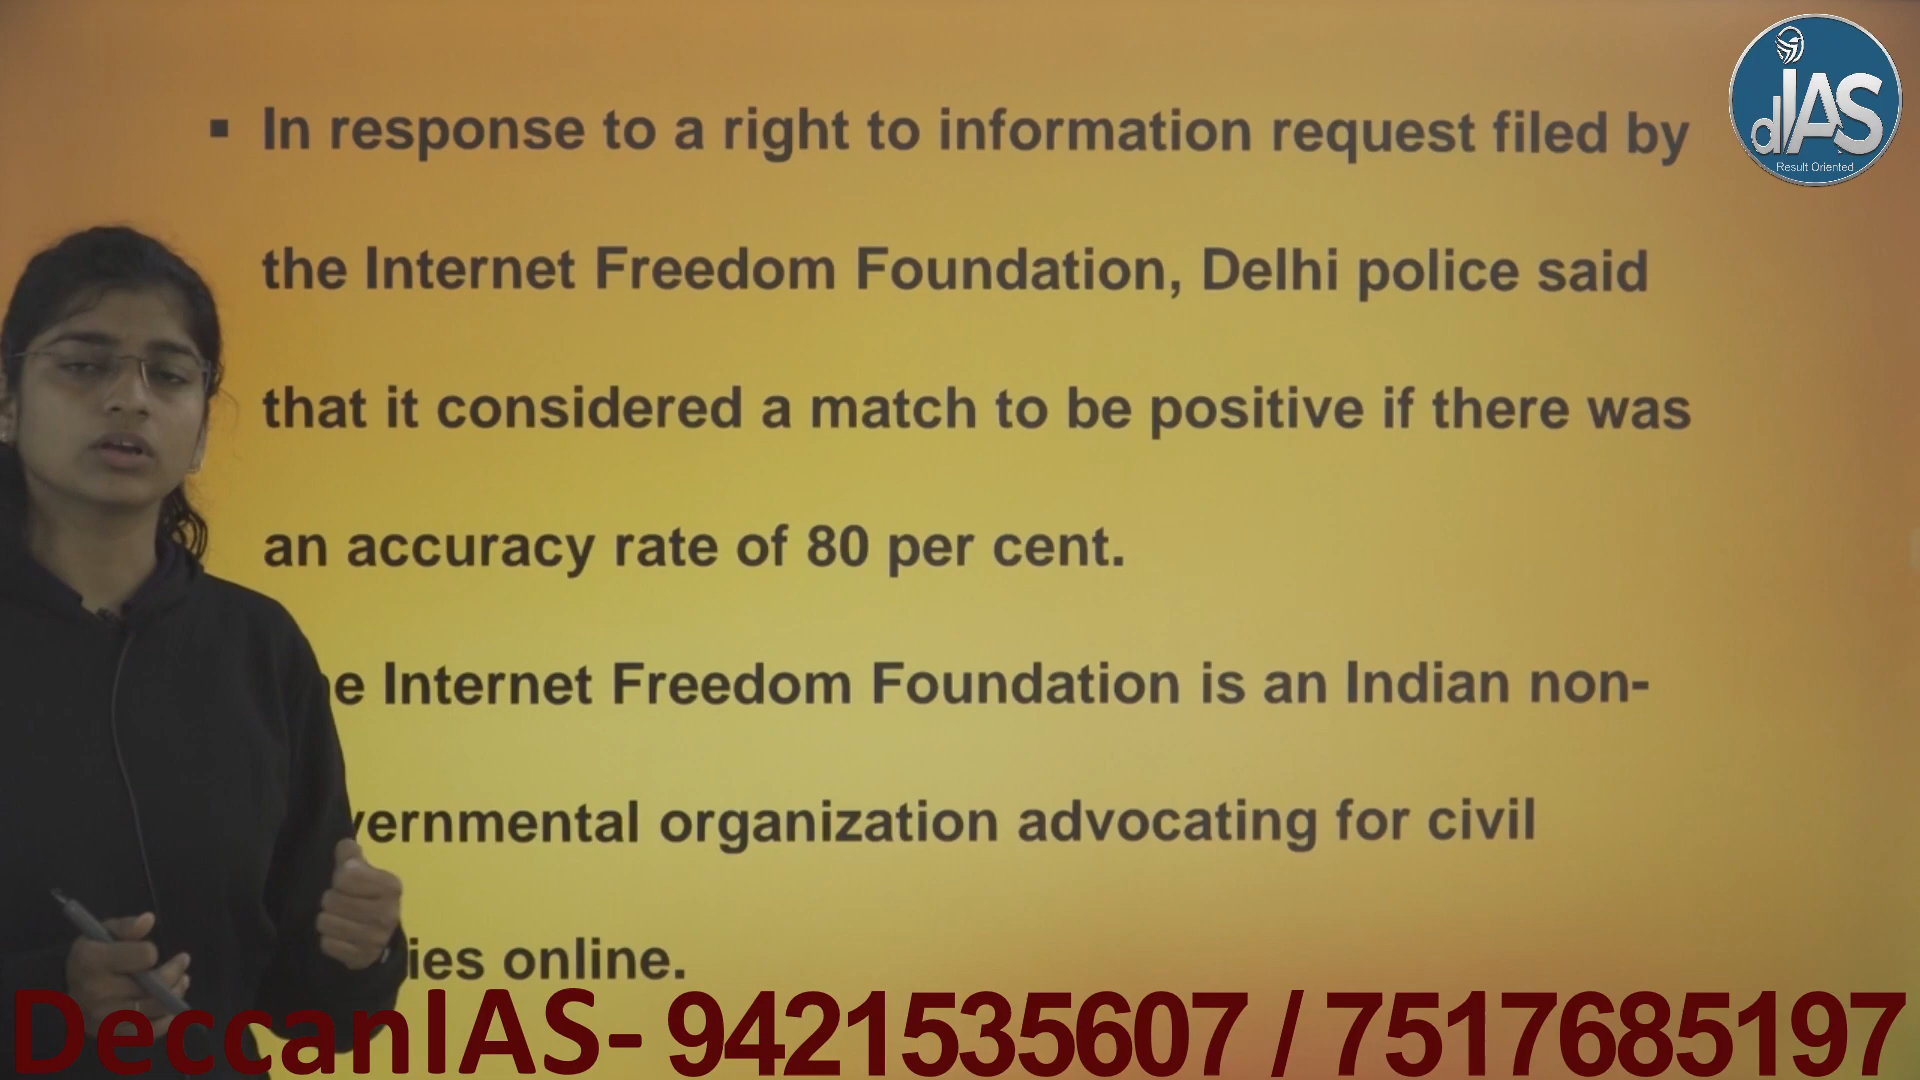 ▪ In response to a right to information request filed by
the Internet Freedom Foundation, Delhi police said
that it considered a match to be positive if there was
an accuracy rate of 80 per cent.
Internet Freedom Foundation is an Indian non-
organization advocating for civil
online.
dIAS
Result Oriented
DeccanIAS- 9421535607 / 7517685197